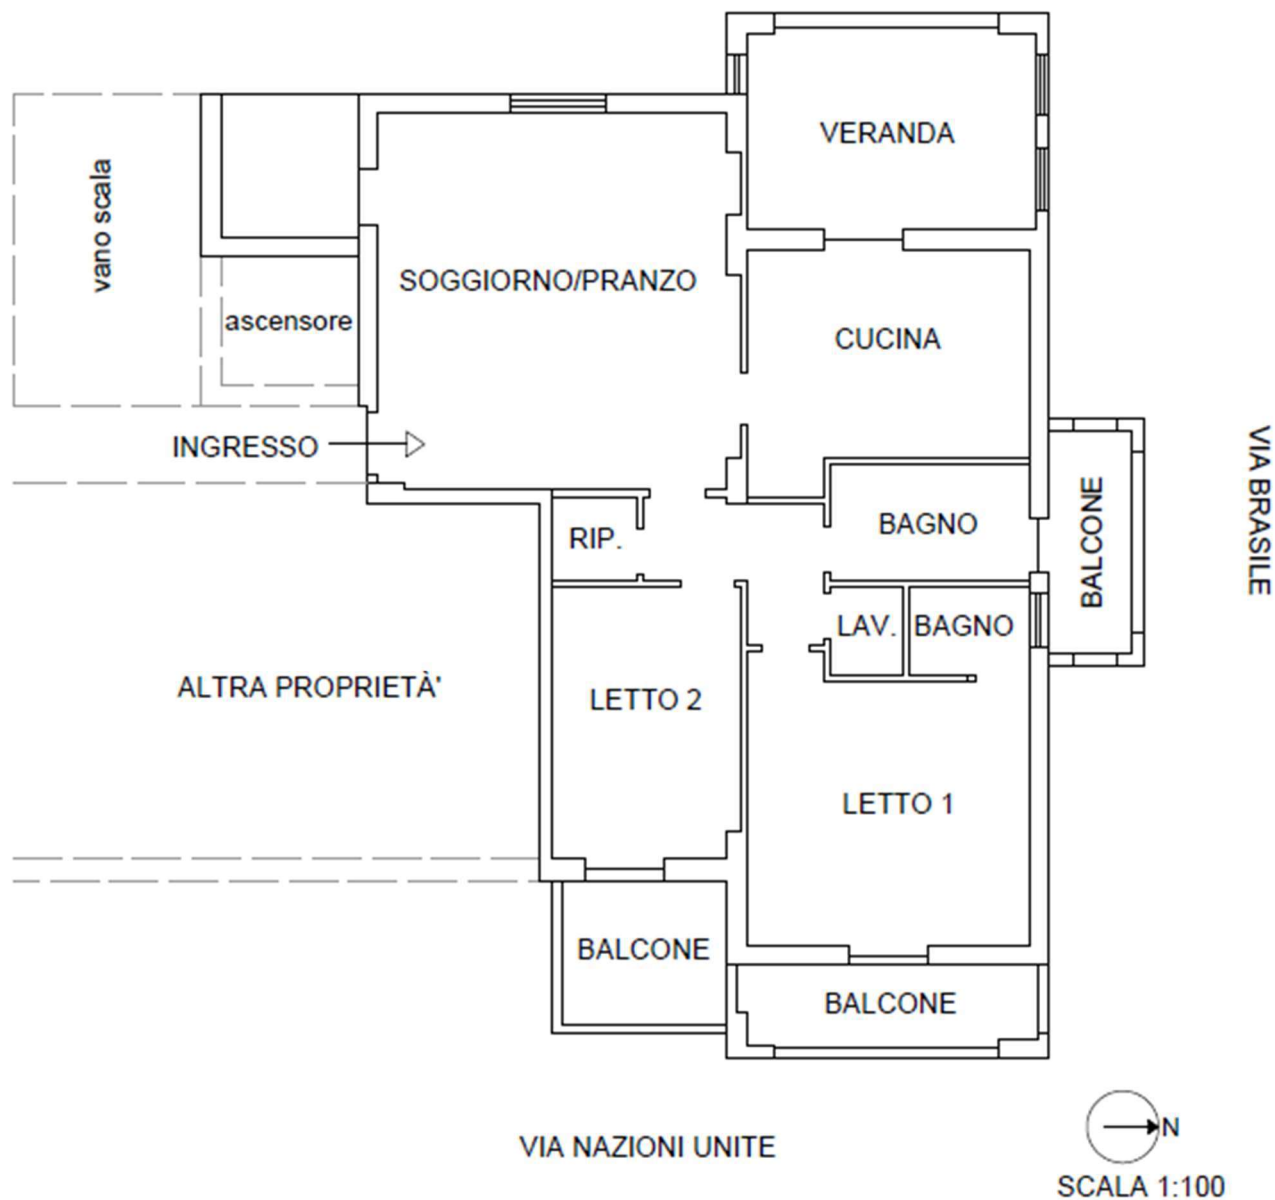 VERANDA
vano scala
SOGGIORNO/PRANZO
ascensore
CUCINA
INGRESSO
VIA BRASILE
BALCONE
RIP.
BAGNO
LAV.
BAGNO
ALTRA PROPRIETÀ'
LETTO 2
LETTO 1
BALCONE
BALCONE
N
VIA NAZIONI UNITE
SCALA 1:100